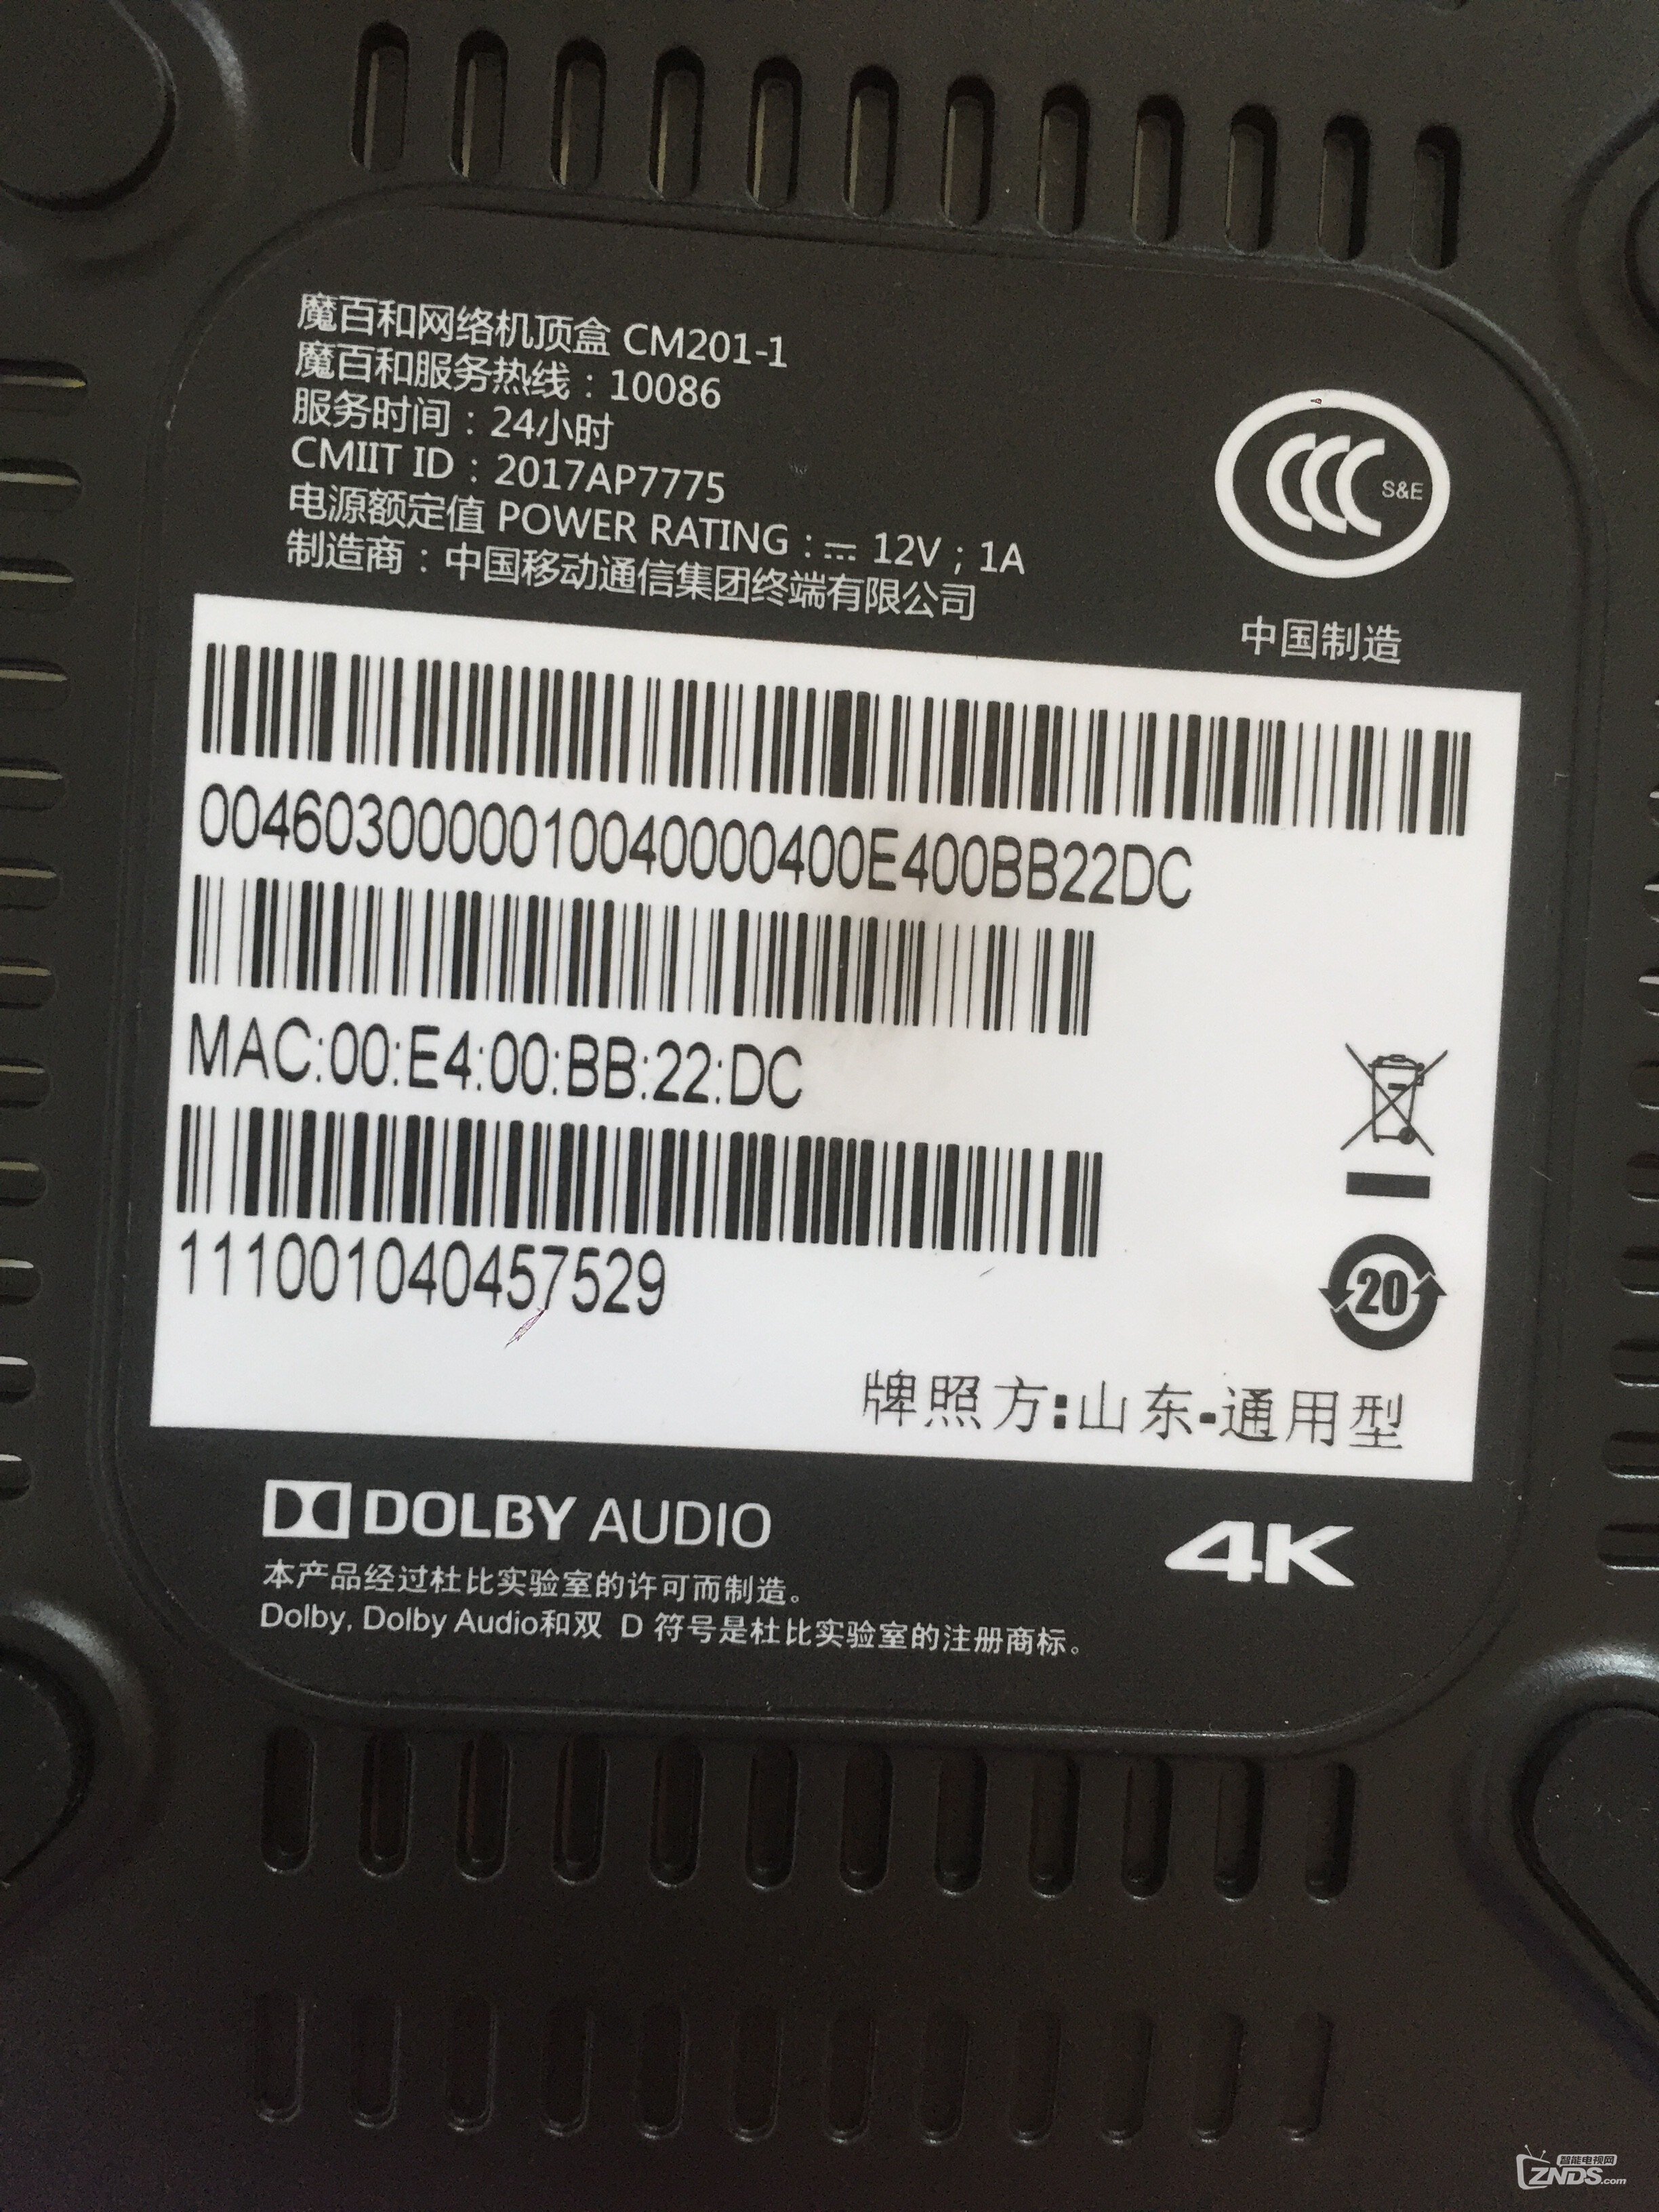 魔百和网络机顶盒 CM201-1
魔百和服务热线：10086
服务时间：24小时
CMIIT ID：2017AP7775
电源额定值 POWER RATING：⎓ 12V；1A
制造商：中国移动通信集团终端有限公司
S&E
中国制造
004603000000100400004 00E400BB22DC
MAC:00:E4:00:BB:22:DC
111001040457529
20
牌照方:山东-通用型
DOLBY AUDIO
4K
本产品经过杜比实验室的许可而制造。
Dolby, Dolby Audio和双 D 符号是杜比实验室的注册商标。
智能电视网
ZNDS.com